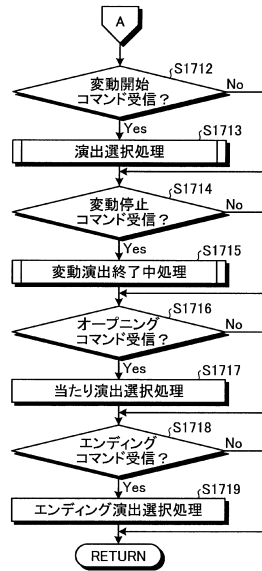 A
S1712
変動開始
コマンド受信？
No
Yes
S1713
演出選択処理
S1714
変動停止
コマンド受信？
No
Yes
S1715
変動演出終了中処理
S1716
オープニング
コマンド受信？
No
Yes
S1717
当たり演出選択処理
S1718
エンディング
コマンド受信？
No
Yes
S1719
エンディング演出選択処理
RETURN